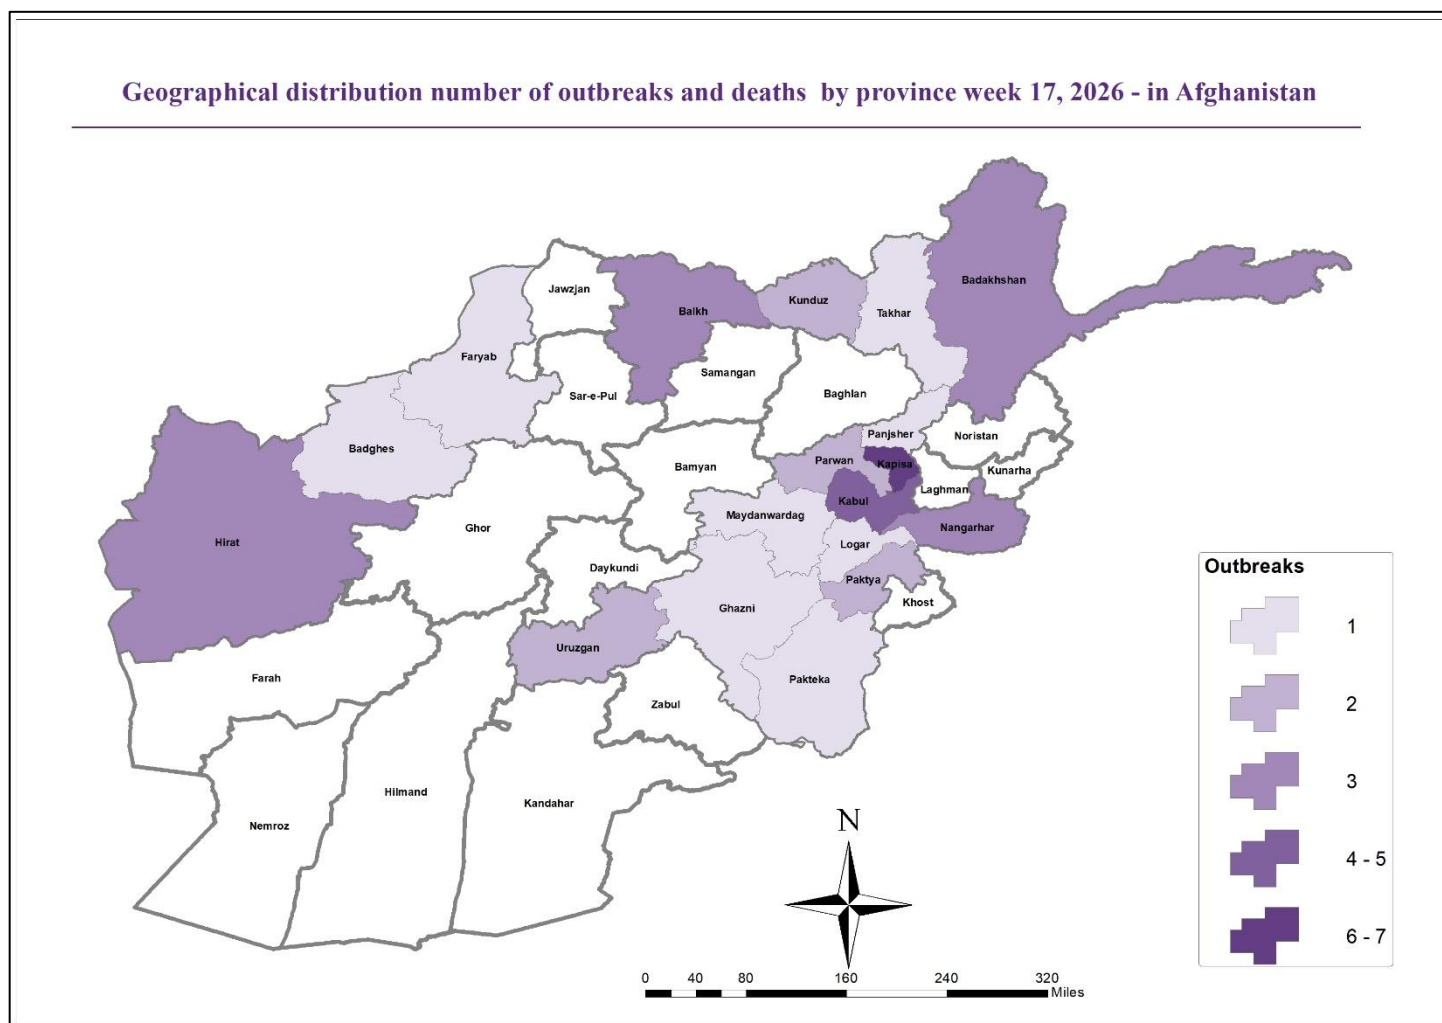 Geographical distribution number of outbreaks and deaths by province week 17, 2026 - in Afghanistan
Badakhshan
Jawzjan
Balkh
Kunduz
Takhar
Faryab
Samangan
Sar-e-Pul
Baghlan
Panjsher
Noristan
Badghes
Bamyan
Parwan
Kapisa
Kunarha
Laghman
Kabul
Maydanwardag
Nangarhar
Ghor
Hirat
Logar
Daykundi
Paktya
Khost
Ghazni
Uruzgan
Farah
Pakteka
Zabul
Hilmand
Kandahar
Nemroz
Outbreaks
1
2
3
4 - 5
6 - 7
N
0 40 80 160 240 320
Miles